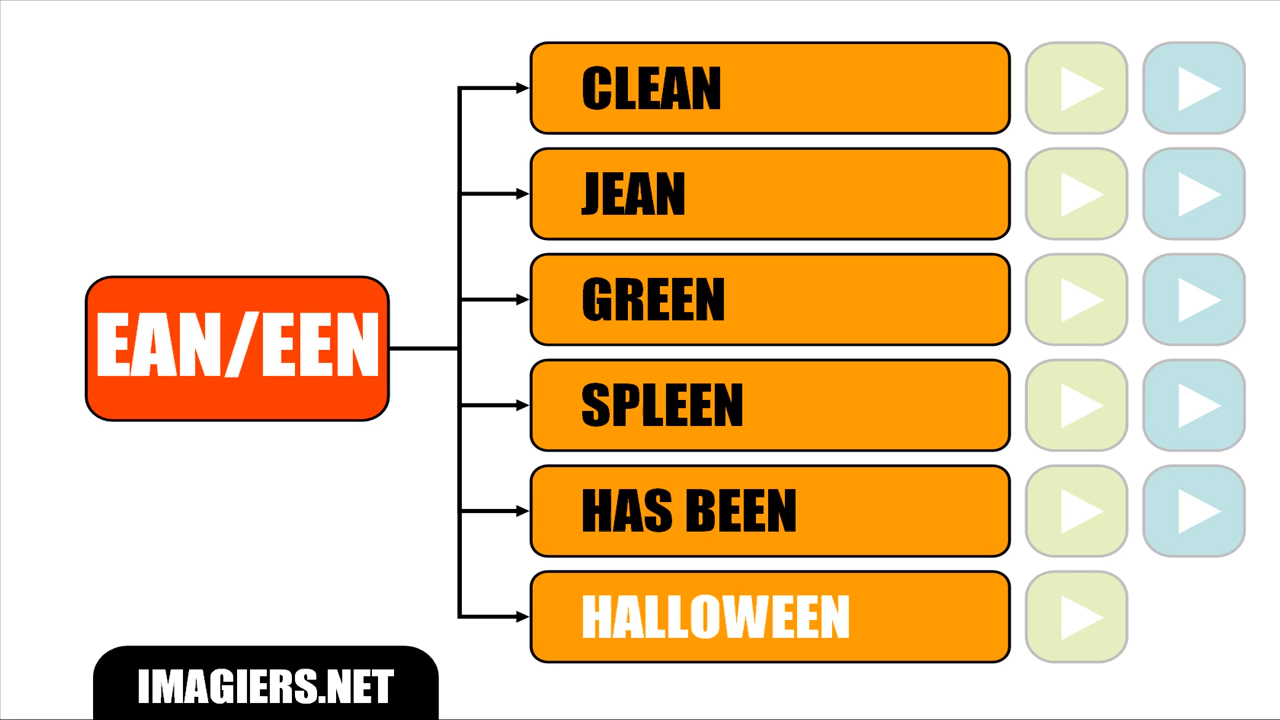 CLEAN
JEAN
GREEN
EAN/EEN
SPLEEN
HAS BEEN
HALLOWEEN
IMAGIERS.NET